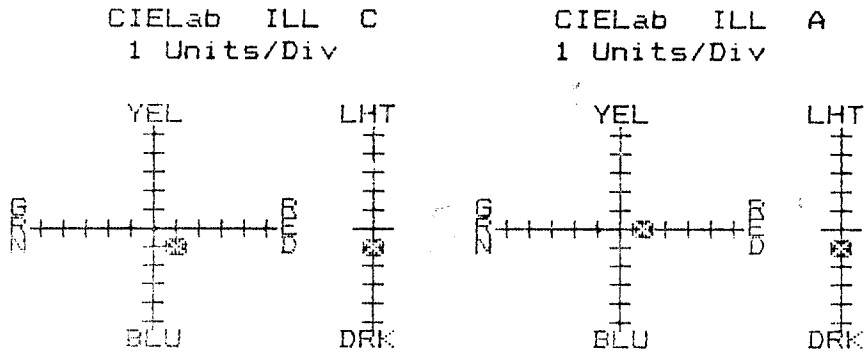 CIELab ILL C
1 Units/Div
YEL
LHT
GRN
RED
BLU
DRK
CIELab ILL A
1 Units/Div
YEL
LHT
GRN
RED
BLU
DRK